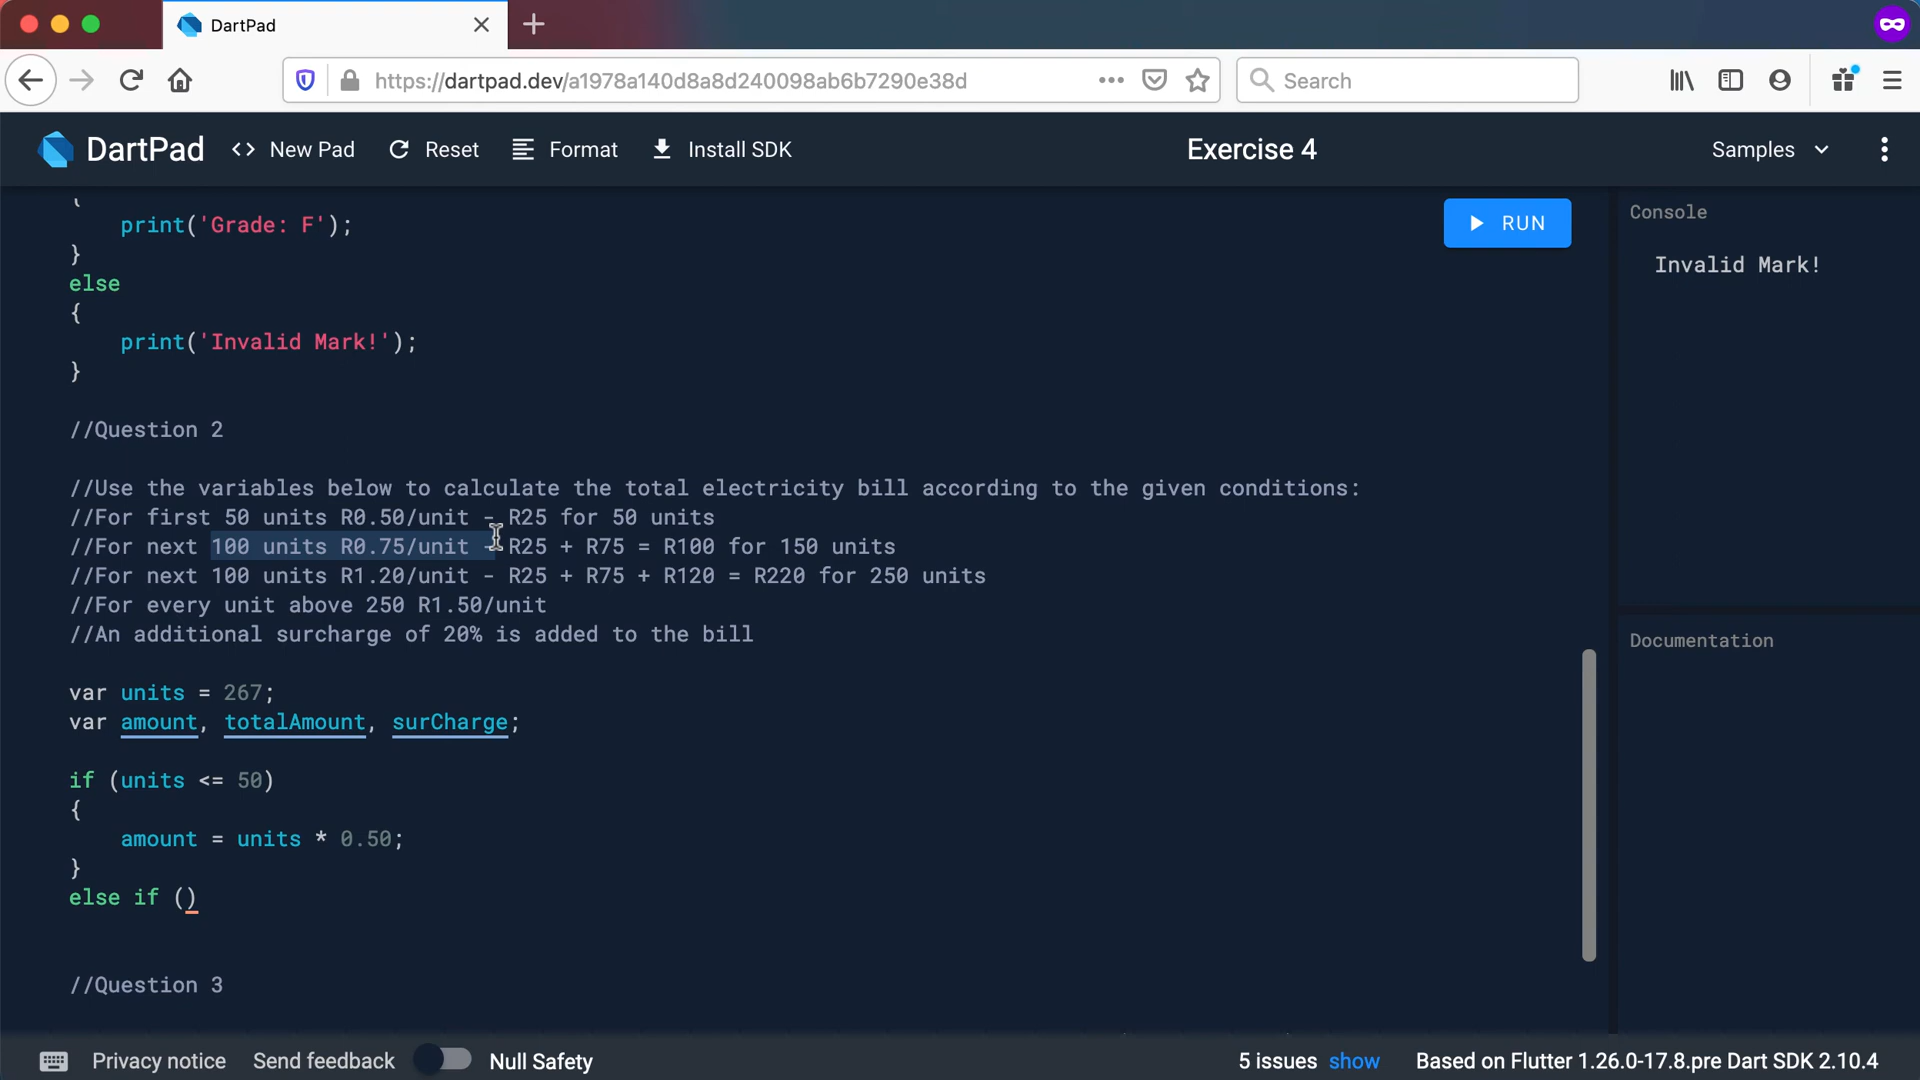 DartPad
https://dartpad.dev/a1978a140d8a8d240098ab6b7290e38d
Search
DartPad
<> New Pad
Reset
Format
Install SDK
Exercise 4
Samples
{
print('Grade: F');
}
else
{
print('Invalid Mark!');
}
//Question 2
//Use the variables below to calculate the total electricity bill according to the given conditions:
//For first 50 units R0.50/unit - R25 for 50 units
//For next 100 units R0.75/unit - R25 + R75 = R100 for 150 units
//For next 100 units R1.20/unit - R25 + R75 + R120 = R220 for 250 units
//For every unit above 250 R1.50/unit
//An additional surcharge of 20% is added to the bill
var units = 267;
var amount, totalAmount, surCharge;
if (units <= 50)
{
amount = units * 0.50;
}
else if ()
//Question 3
RUN
Console
Invalid Mark!
Documentation
Privacy notice
Send feedback
Null Safety
5 issues show
Based on Flutter 1.26.0-17.8.pre Dart SDK 2.10.4